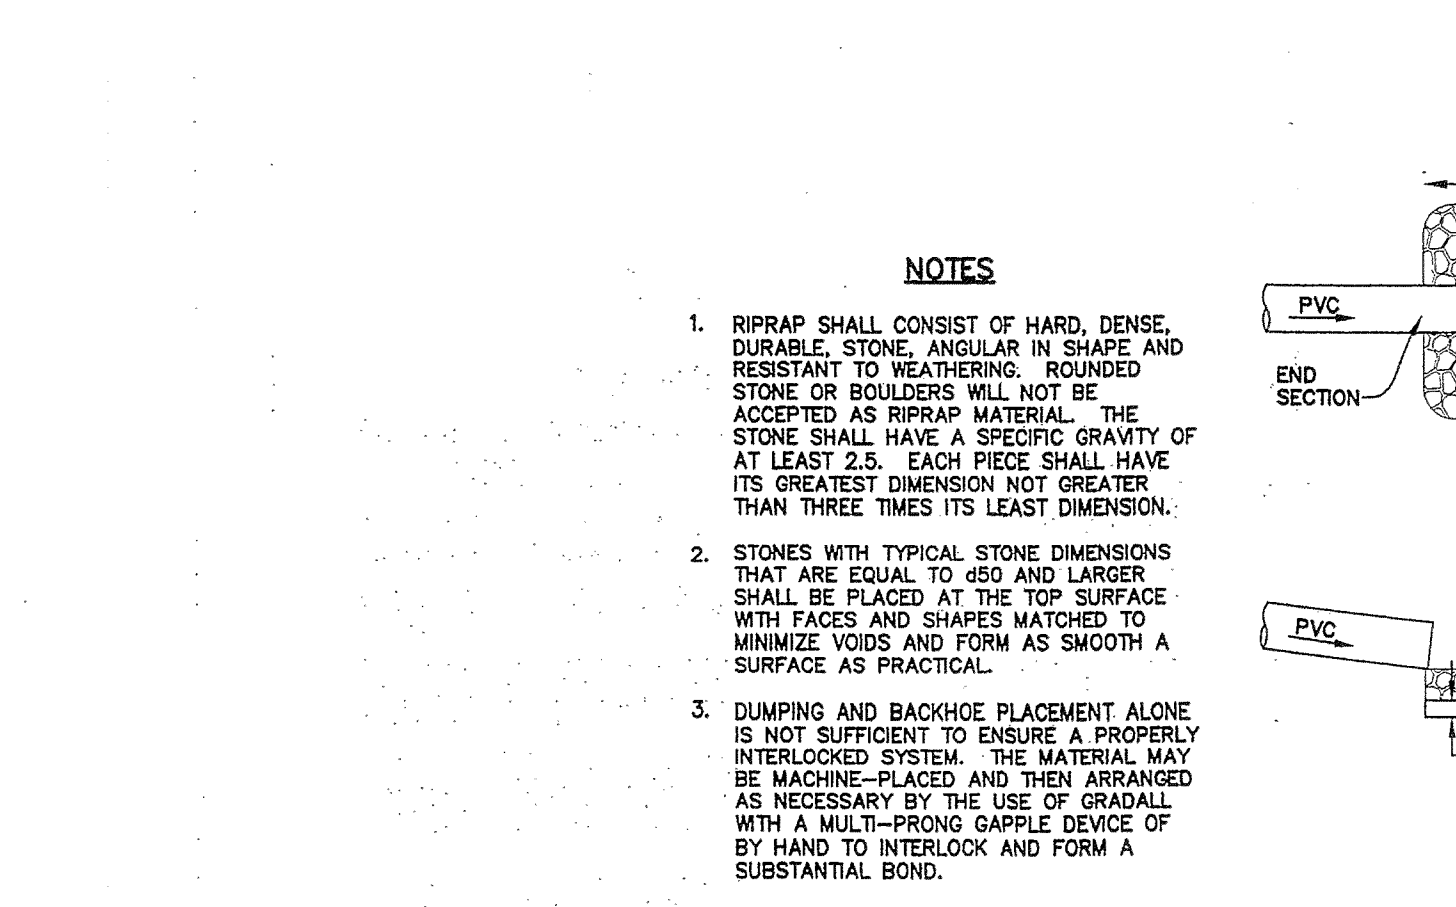 NOTES
1. RIPRAP SHALL CONSIST OF HARD, DENSE,
DURABLE, STONE, ANGULAR IN SHAPE AND
RESISTANT TO WEATHERING. ROUNDED
STONE OR BOULDERS WILL NOT BE
ACCEPTED AS RIPRAP MATERIAL. THE
STONE SHALL HAVE A SPECIFIC GRAVITY OF
AT LEAST 2.5. EACH PIECE SHALL HAVE
ITS GREATEST DIMENSION NOT GREATER
THAN THREE TIMES ITS LEAST DIMENSION.
2. STONES WITH TYPICAL STONE DIMENSIONS
THAT ARE EQUAL TO d50 AND LARGER
SHALL BE PLACED AT THE TOP SURFACE
WITH FACES AND SHAPES MATCHED TO
MINIMIZE VOIDS AND FORM AS SMOOTH A
SURFACE AS PRACTICAL.
3. DUMPING AND BACKHOE PLACEMENT ALONE
IS NOT SUFFICIENT TO ENSURE A PROPERLY
INTERLOCKED SYSTEM. THE MATERIAL MAY
BE MACHINE-PLACED AND THEN ARRANGED
AS NECESSARY BY THE USE OF GRADALL
WITH A MULTI-PRONG GAPPLE DEVICE OF
BY HAND TO INTERLOCK AND FORM A
SUBSTANTIAL BOND.
PVC
END
SECTION
PVC